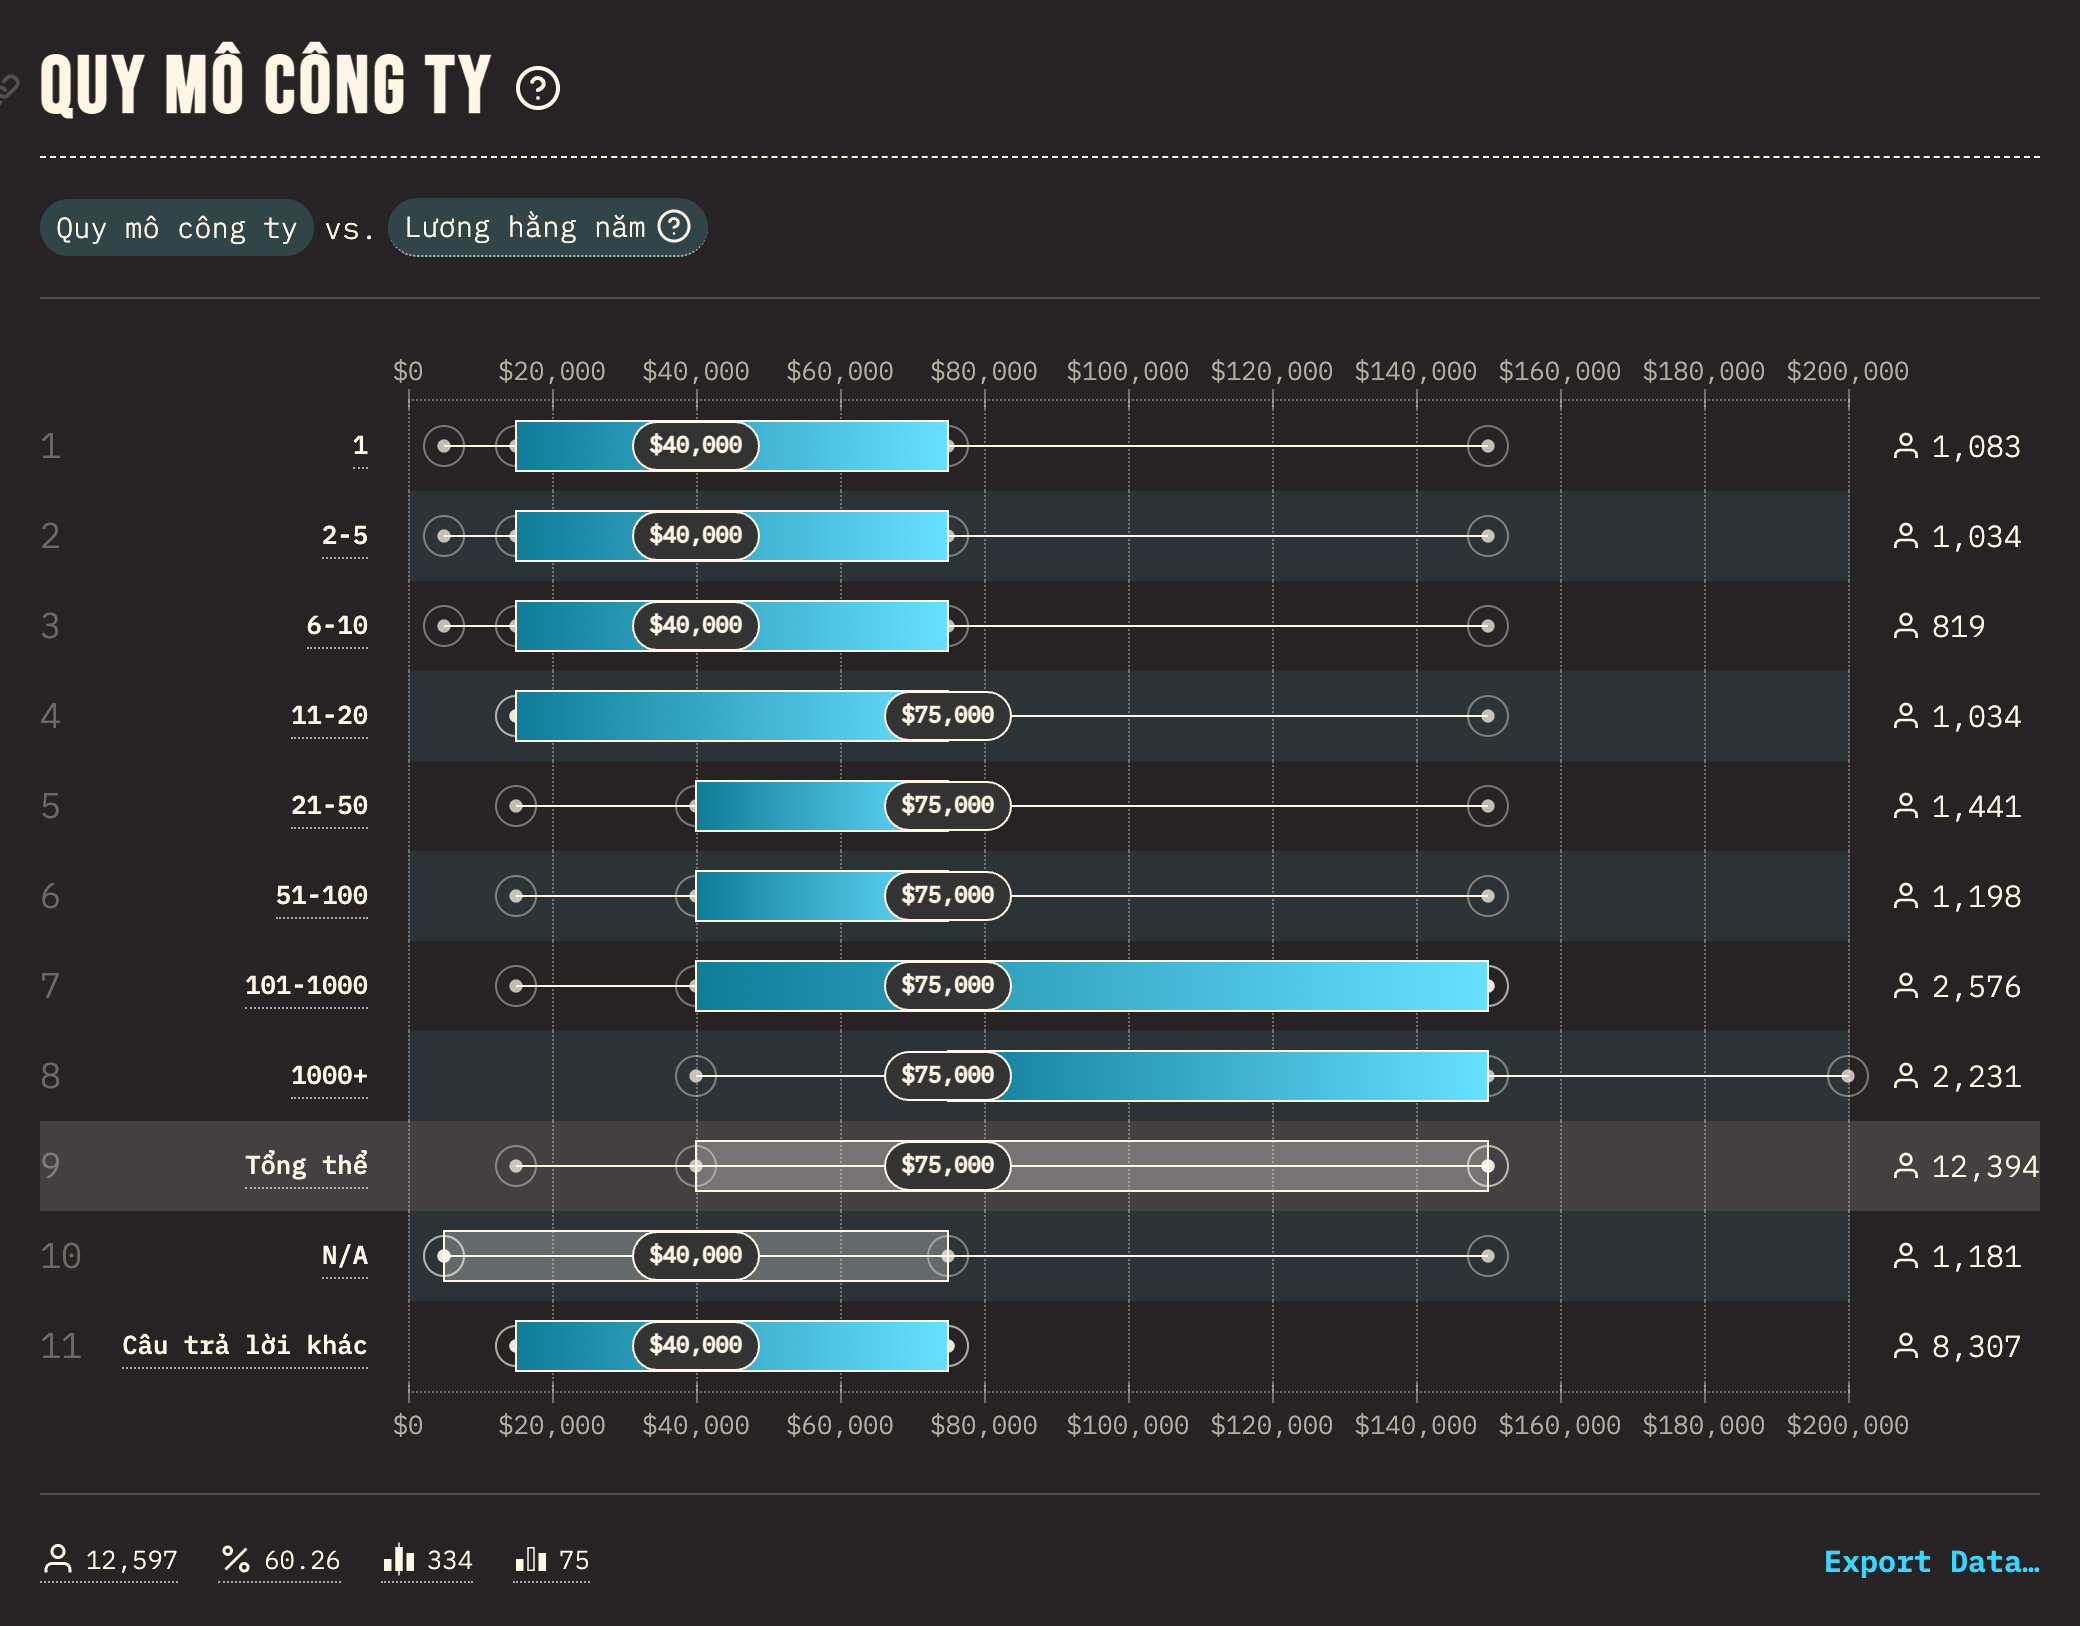 QUY MÔ CÔNG TY
Quy mô công ty vs. Lương hằng năm
$0 $20,000 $40,000 $60,000 $80,000 $100,000 $120,000 $140,000 $160,000 $180,000 $200,000
1 1 $40,000 1,083
2 2-5 $40,000 1,034
3 6-10 $40,000 819
4 11-20 $75,000 1,034
5 21-50 $75,000 1,441
6 51-100 $75,000 1,198
7 101-1000 $75,000 2,576
8 1000+ $75,000 2,231
9 Tổng thể $75,000 12,394
10 N/A $40,000 1,181
11 Câu trả lời khác $40,000 8,307
$0 $20,000 $40,000 $60,000 $80,000 $100,000 $120,000 $140,000 $160,000 $180,000 $200,000
12,597 % 60.26 334 75 Export Data…